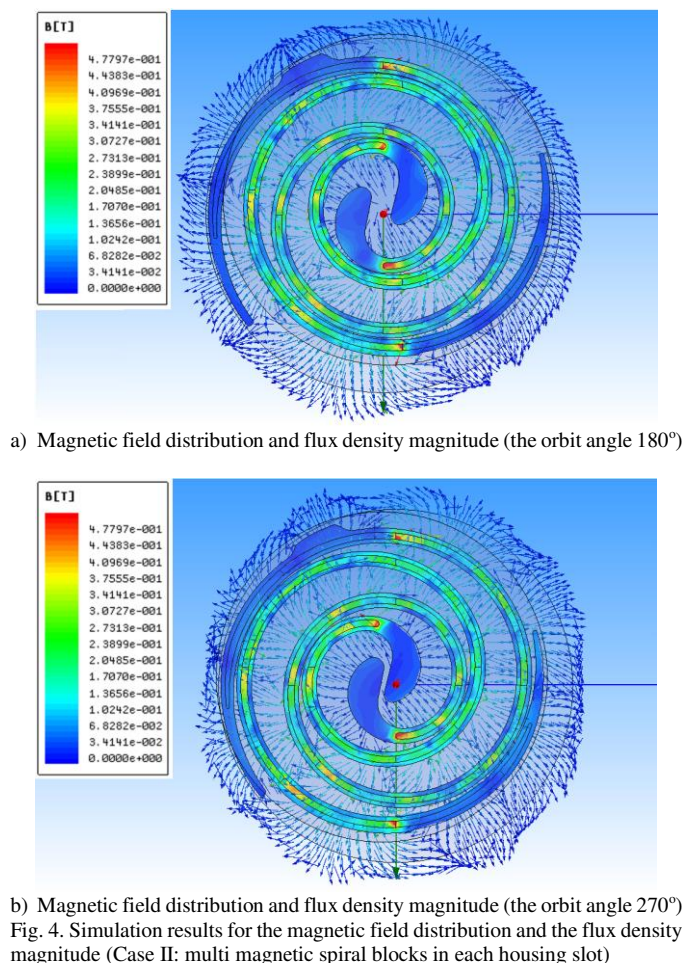 B[T]
4.7797e-001
4.4383e-001
4.0969e-001
3.7555e-001
3.4141e-001
3.0727e-001
2.7313e-001
2.3899e-001
2.0485e-001
1.7070e-001
1.3656e-001
1.0242e-001
6.8282e-002
3.4141e-002
0.0000e+000
a) Magnetic field distribution and flux density magnitude (the orbit angle 180°)
B[T]
4.7797e-001
4.4383e-001
4.0969e-001
3.7555e-001
3.4141e-001
3.0727e-001
2.7313e-001
2.3899e-001
2.0485e-001
1.7070e-001
1.3656e-001
1.0242e-001
6.8282e-002
3.4141e-002
0.0000e+000
b) Magnetic field distribution and flux density magnitude (the orbit angle 270°)
Fig. 4. Simulation results for the magnetic field distribution and the flux density
magnitude (Case II: multi magnetic spiral blocks in each housing slot)